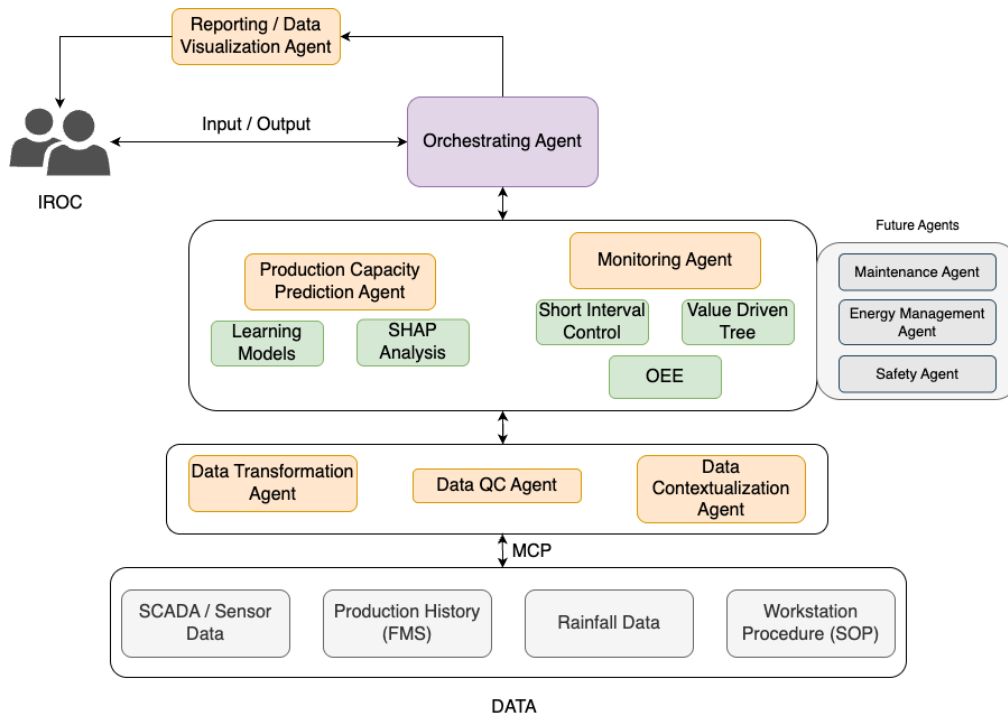 Reporting / Data
Visualization Agent
Input / Output
Orchestrating Agent
IROC
Future Agents
Production Capacity
Prediction Agent
Learning
Models
SHAP
Analysis
Monitoring Agent
Short Interval
Control
Value Driven
Tree
OEE
Maintenance Agent
Energy Management
Agent
Safety Agent
Data Transformation
Agent
Data QC Agent
Data
Contextualization
Agent
MCP
SCADA / Sensor
Data
Production History
(FMS)
Rainfall Data
Workstation
Procedure (SOP)
DATA